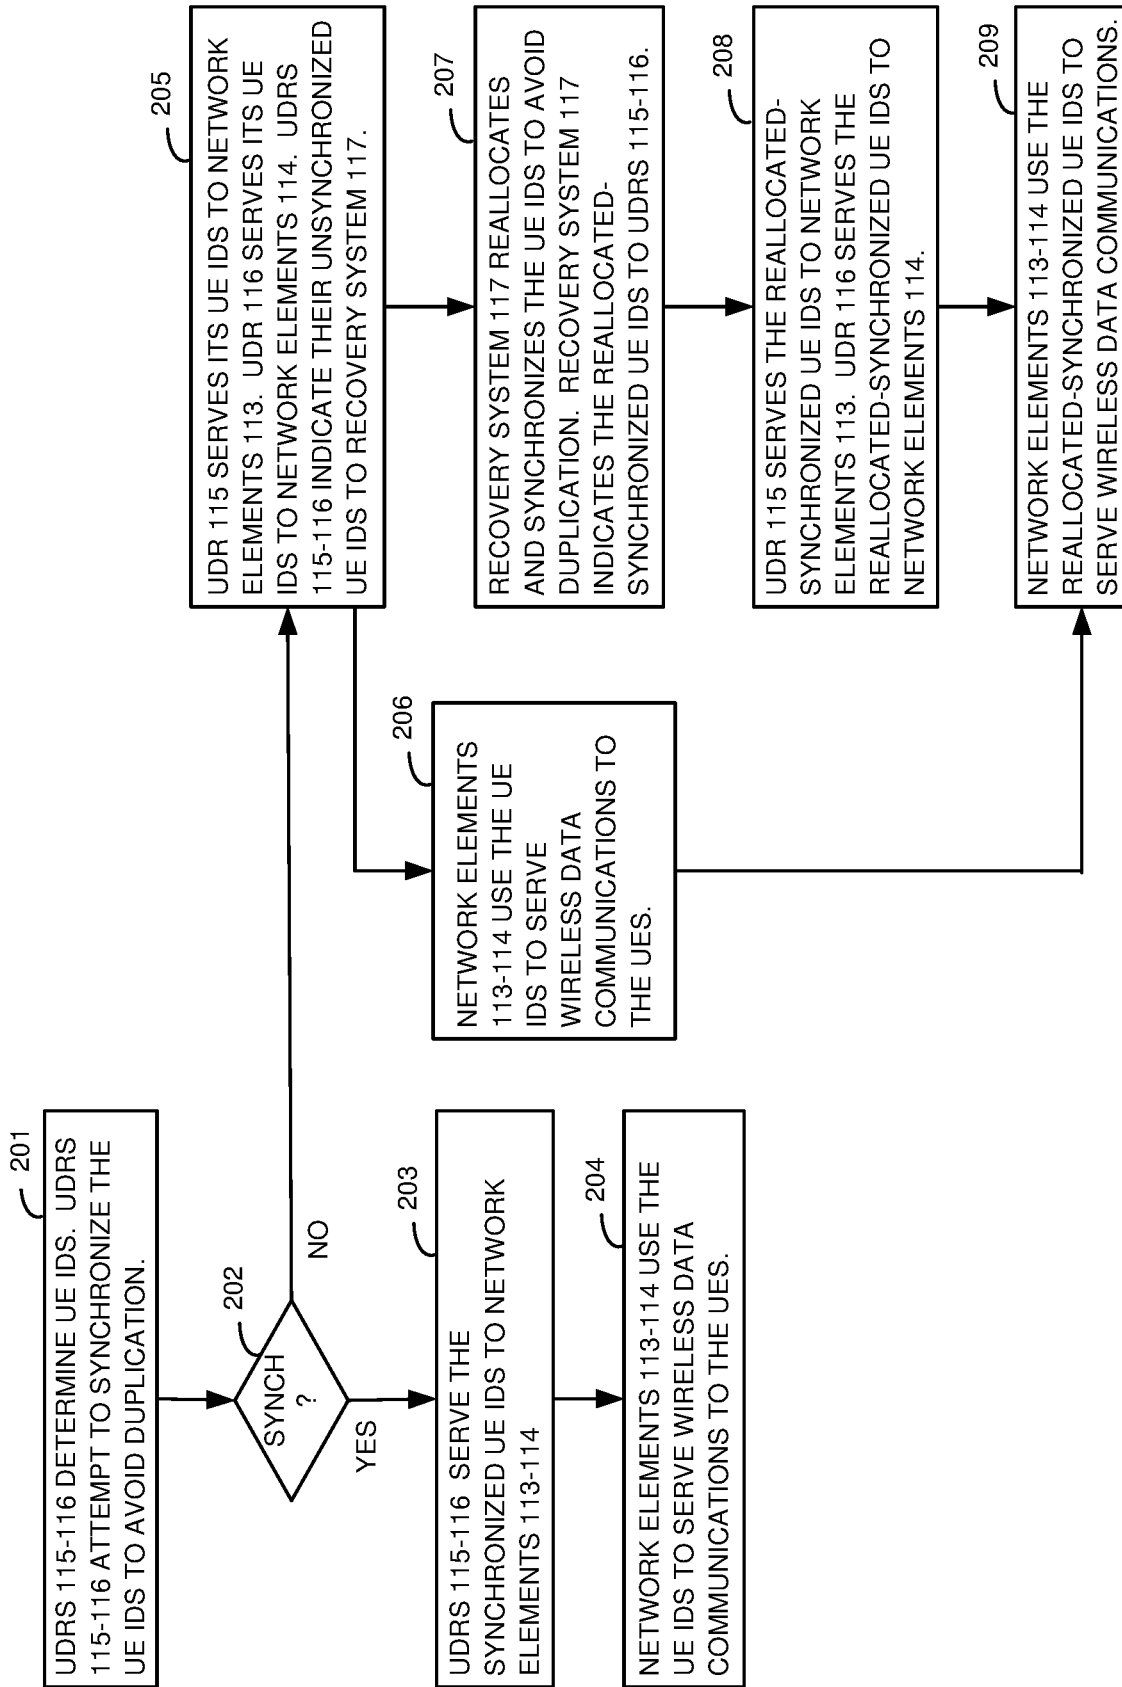 201
UDRS 115-116 DETERMINE UE IDS. UDRS
115-116 ATTEMPT TO SYNCHRONIZE THE
UE IDS TO AVOID DUPLICATION.
202
SYNCH
?
NO
YES
203
UDRS 115-116 SERVE THE
SYNCHRONIZED UE IDS TO NETWORK
ELEMENTS 113-114
204
NETWORK ELEMENTS 113-114 USE THE
UE IDS TO SERVE WIRELESS DATA
COMMUNICATIONS TO THE UES.
205
UDR 115 SERVES ITS UE IDS TO NETWORK
ELEMENTS 113. UDR 116 SERVES ITS UE
IDS TO NETWORK ELEMENTS 114. UDRS
115-116 INDICATE THEIR UNSYNCHRONIZED
UE IDS TO RECOVERY SYSTEM 117.
206
NETWORK ELEMENTS
113-114 USE THE UE
IDS TO SERVE
WIRELESS DATA
COMMUNICATIONS TO
THE UES.
207
RECOVERY SYSTEM 117 REALLOCATES
AND SYNCHRONIZES THE UE IDS TO AVOID
DUPLICATION. RECOVERY SYSTEM 117
INDICATES THE REALLOCATED-
SYNCHRONIZED UE IDS TO UDRS 115-116.
208
UDR 115 SERVES THE REALLOCATED-
SYNCHRONIZED UE IDS TO NETWORK
ELEMENTS 113. UDR 116 SERVES THE
REALLOCATED-SYNCHRONIZED UE IDS TO
NETWORK ELEMENTS 114.
209
NETWORK ELEMENTS 113-114 USE THE
REALLOCATED-SYNCHRONIZED UE IDS TO
SERVE WIRELESS DATA COMMUNICATIONS.